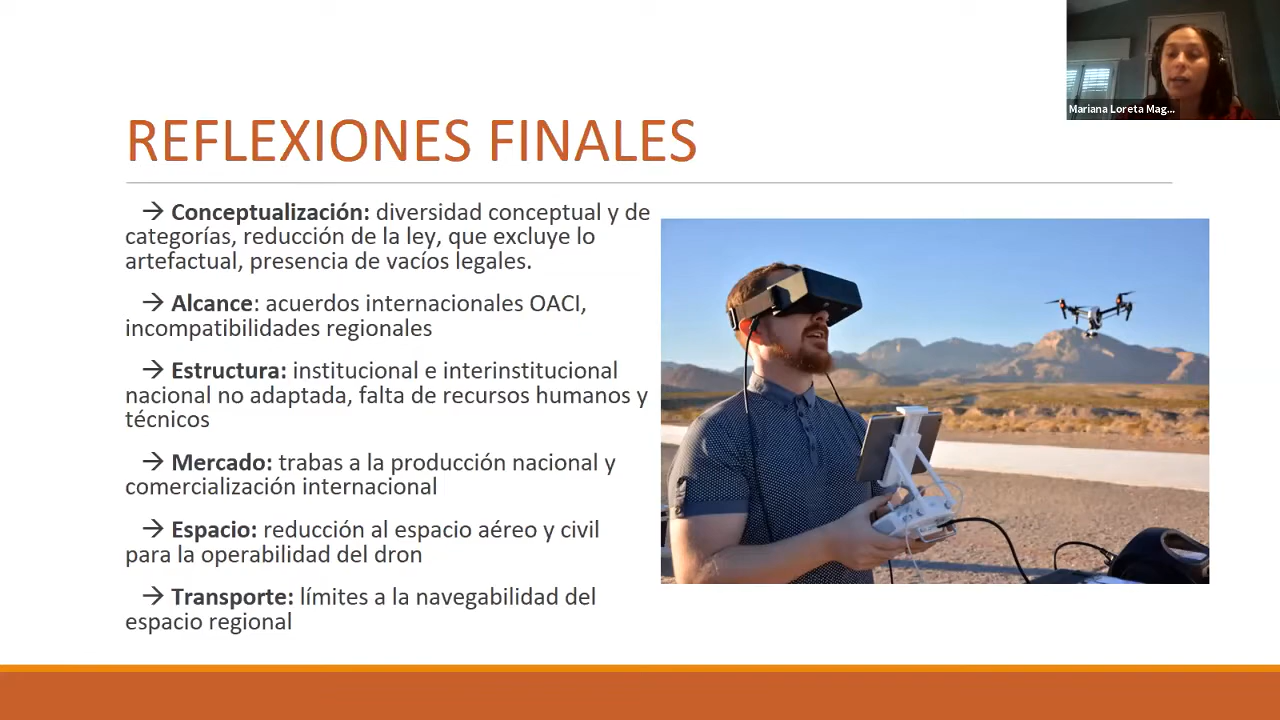 Mariana Loreta Mag...
REFLEXIONES FINALES
→ Conceptualización: diversidad conceptual y de
categorías, reducción de la ley, que excluye lo
artefactual, presencia de vacíos legales.
→ Alcance: acuerdos internacionales OACI,
incompatibilidades regionales
→ Estructura: institucional e interinstitucional
nacional no adaptada, falta de recursos humanos y
técnicos
→ Mercado: trabas a la producción nacional y
comercialización internacional
→ Espacio: reducción al espacio aéreo y civil
para la operabilidad del dron
→ Transporte: límites a la navegabilidad del
espacio regional